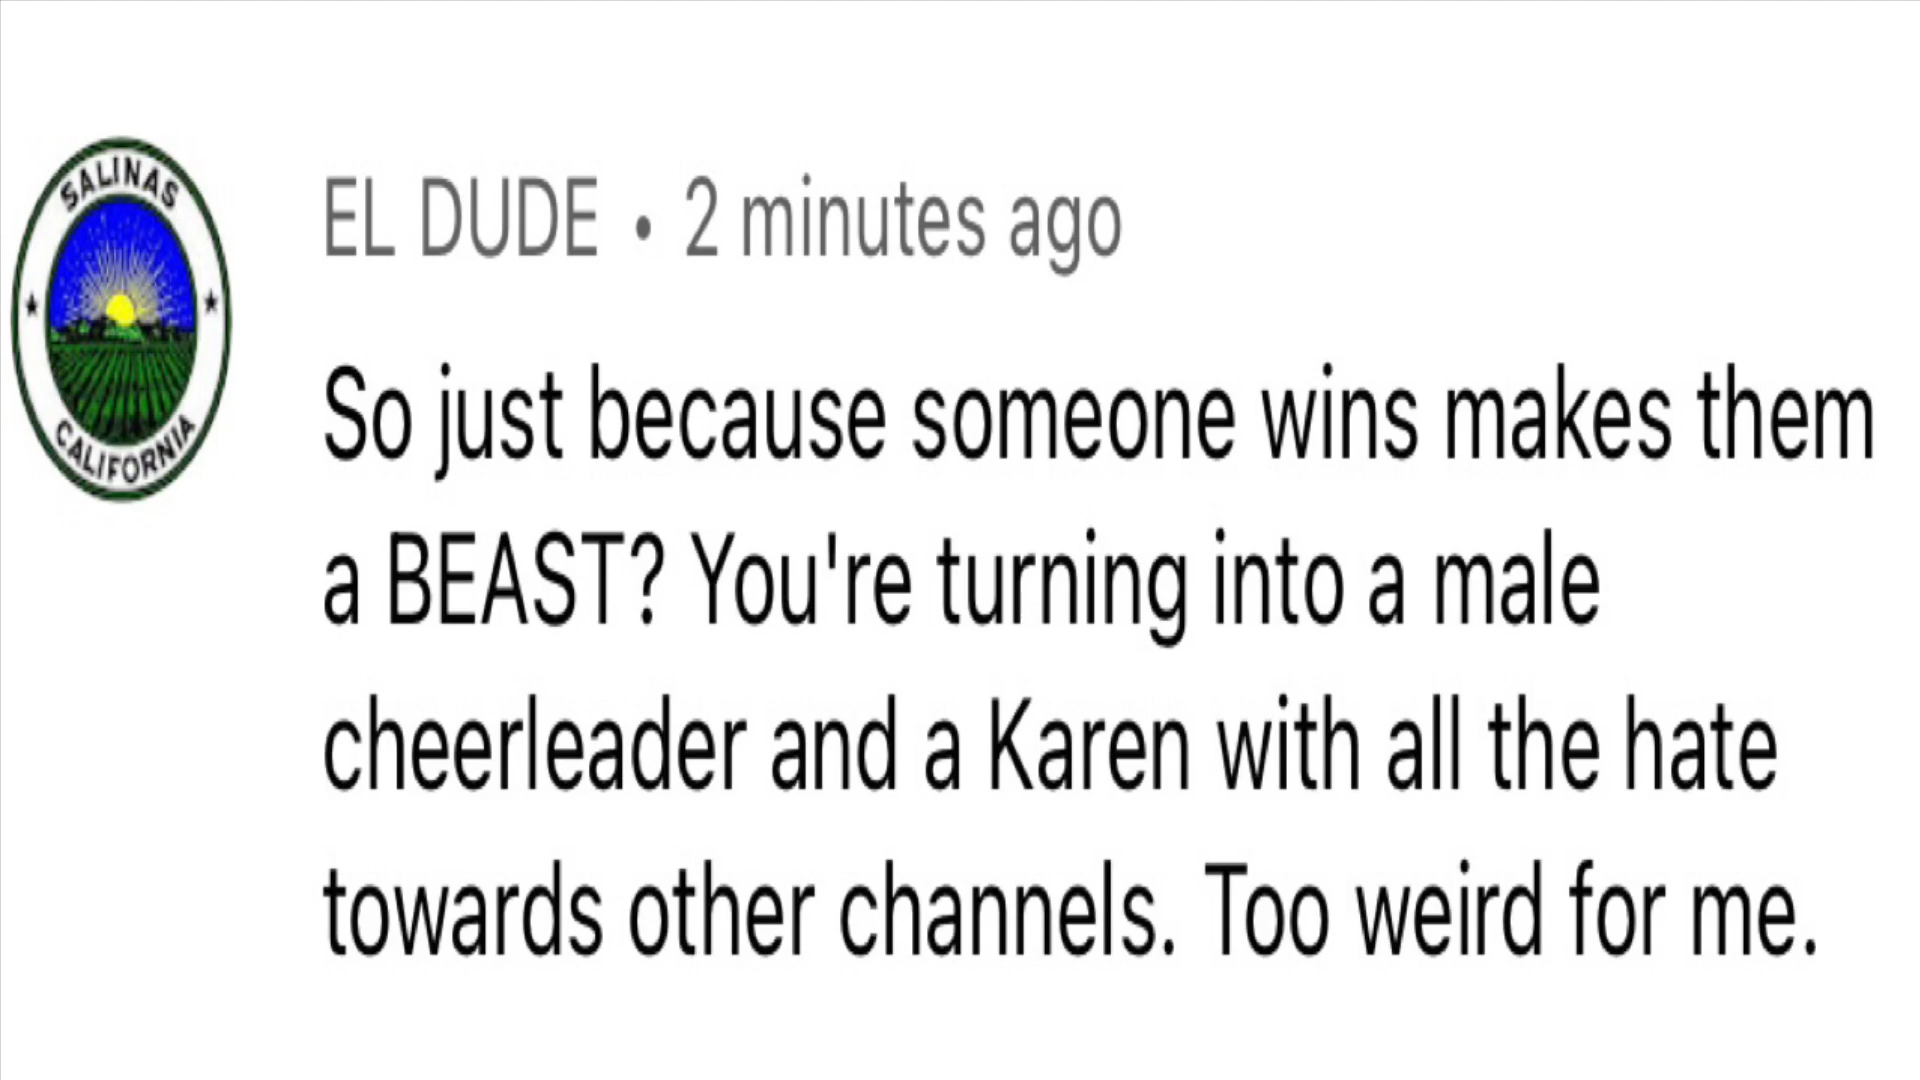 SALINAS
CALIFORNIA
EL DUDE • 2 minutes ago
So just because someone wins makes them
a BEAST? You're turning into a male
cheerleader and a Karen with all the hate
towards other channels. Too weird for me.